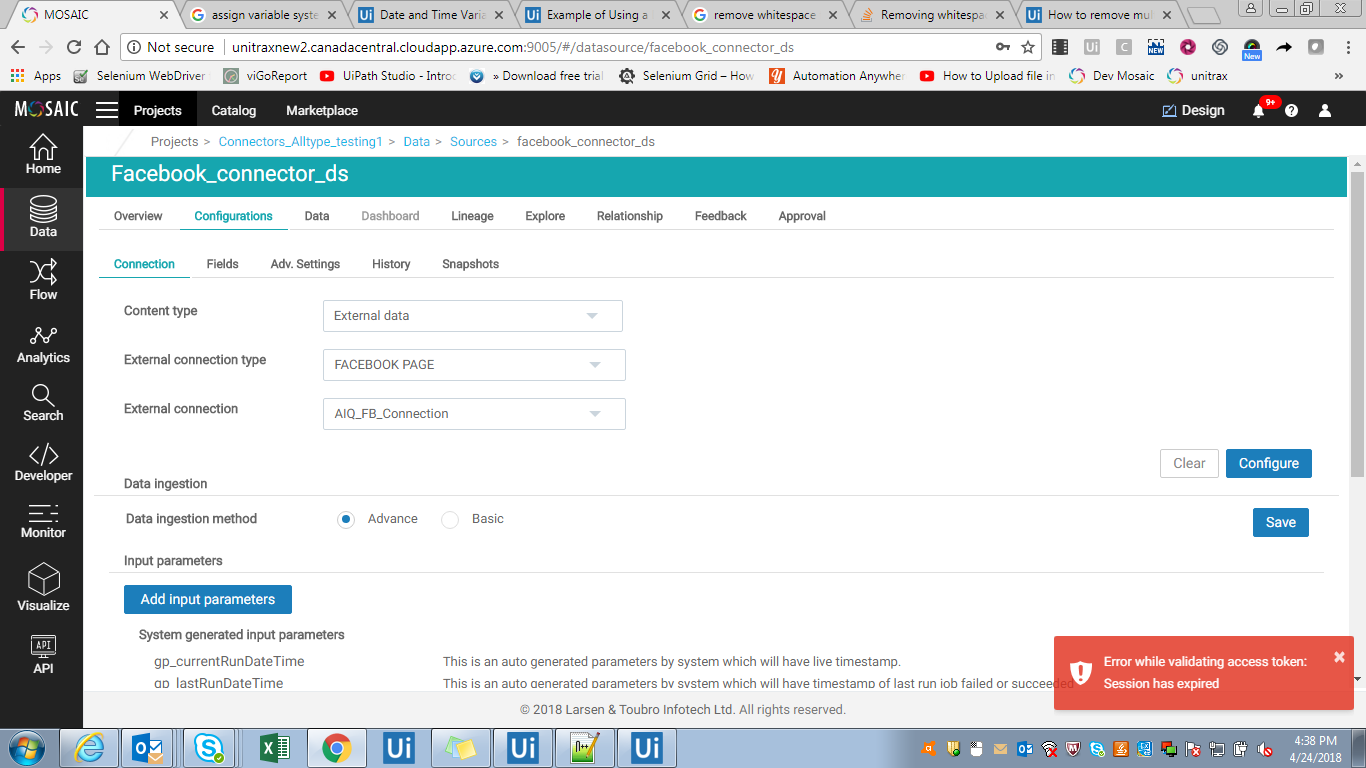 MOSAIC
assign variable syste
Date and Time Varia
Example of Using a
remove whitespace
Removing whitespac
How to remove mul
Not secure
unitraxnew2.canadacentral.cloudapp.azure.com:9005/#/datasource/facebook_connector_ds
Apps
Selenium WebDriver
viGoReport
UiPath Studio - Introd
» Download free trial
Selenium Grid – How
Automation Anywher
How to Upload file in
Dev Mosaic
unitrax
»
MOSAIC
Projects
Catalog
Marketplace
Design
9+
Projects > Connectors_Alltype_testing1 > Data > Sources > facebook_connector_ds
Home
Data
Flow
Analytics
Search
Developer
Monitor
Visualize
API
API
Facebook_connector_ds
Overview
Configurations
Data
Dashboard
Lineage
Explore
Relationship
Feedback
Approval
Connection
Fields
Adv. Settings
History
Snapshots
Content type
External data
External connection type
FACEBOOK PAGE
External connection
AIQ_FB_Connection
Clear
Configure
Data ingestion
Data ingestion method
Advance
Basic
Save
Input parameters
Add input parameters
System generated input parameters
gp_currentRunDateTime
This is an auto generated parameters by system which will have live timestamp.
gp_lastRunDateTime
This is an auto generated parameters by system which will have timestamp of last run job failed or succeeded
Error while validating access token:
Session has expired
© 2018 Larsen & Toubro Infotech Ltd. All rights reserved.
4:38 PM
4/24/2018